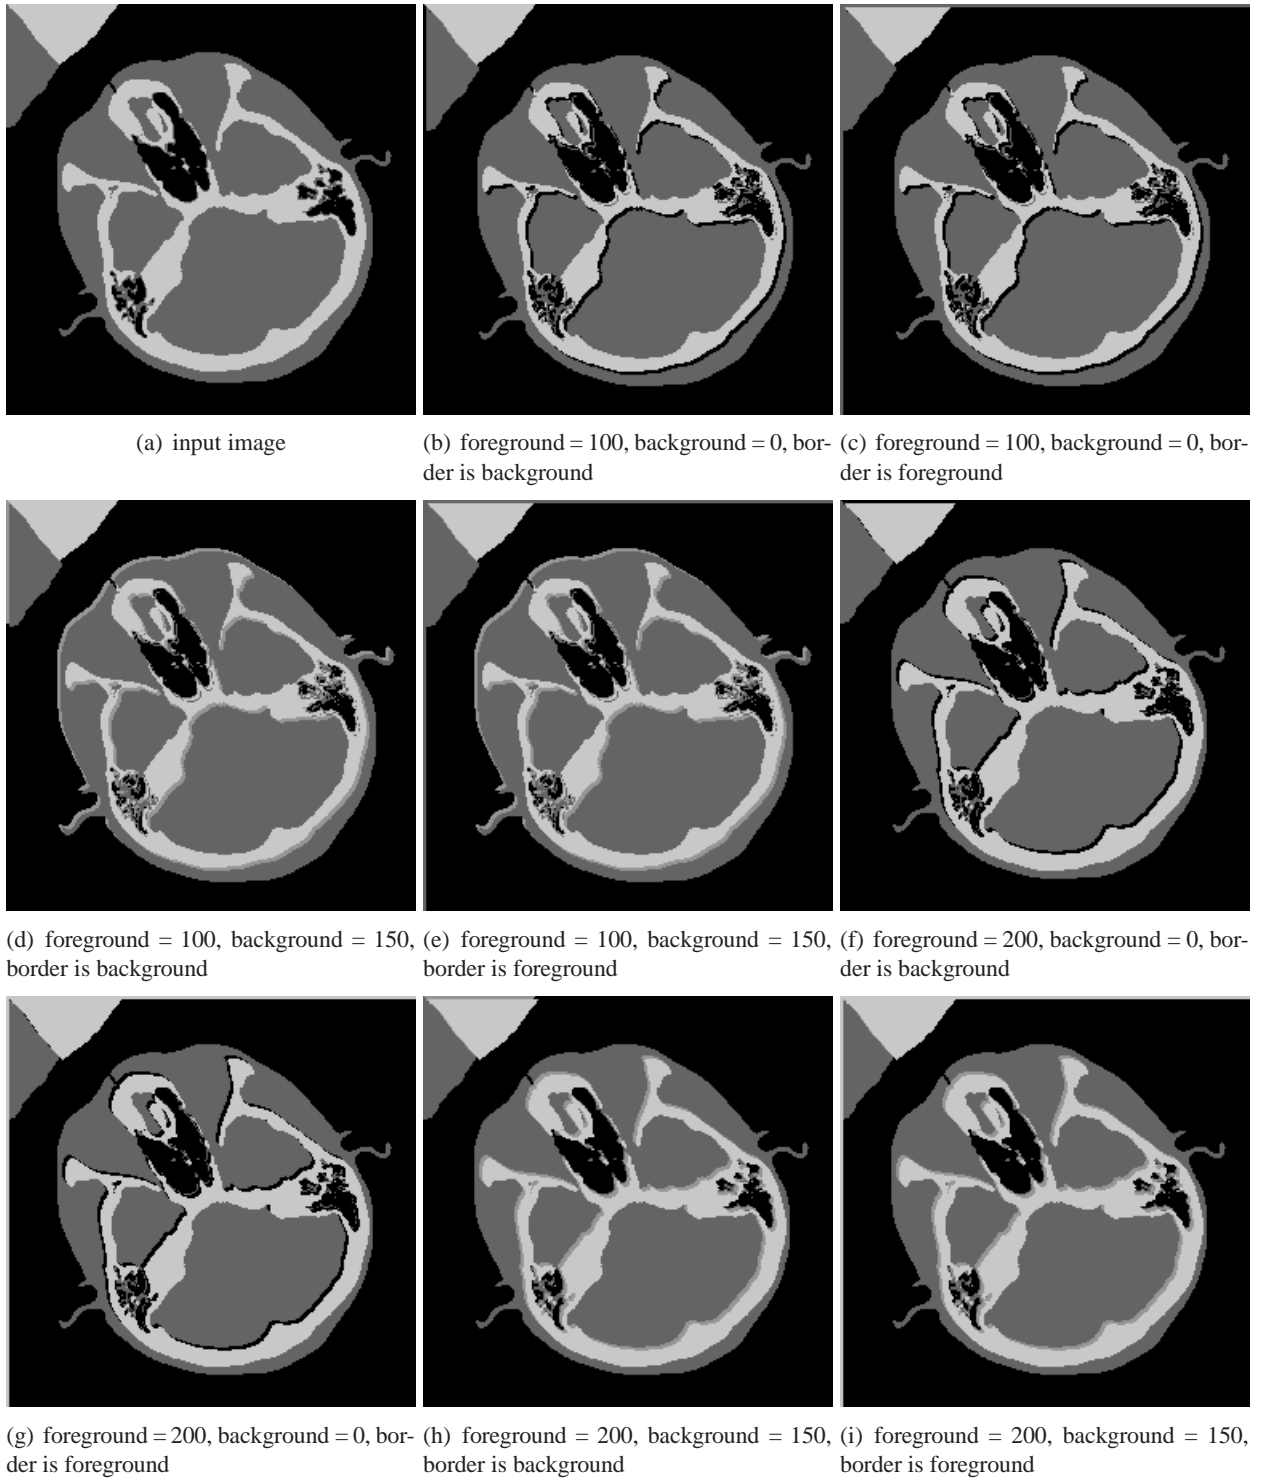 (a) input image
(b) foreground = 100, background = 0, bor-
der is background
(c) foreground = 100, background = 0, bor-
der is foreground
(d) foreground = 100, background = 150,
border is background
(e) foreground = 100, background = 150,
border is foreground
(f) foreground = 200, background = 0, bor-
der is background
(g) foreground = 200, background = 0, bor-
der is foreground
(h) foreground = 200, background = 150,
border is background
(i) foreground = 200, background = 150,
border is foreground